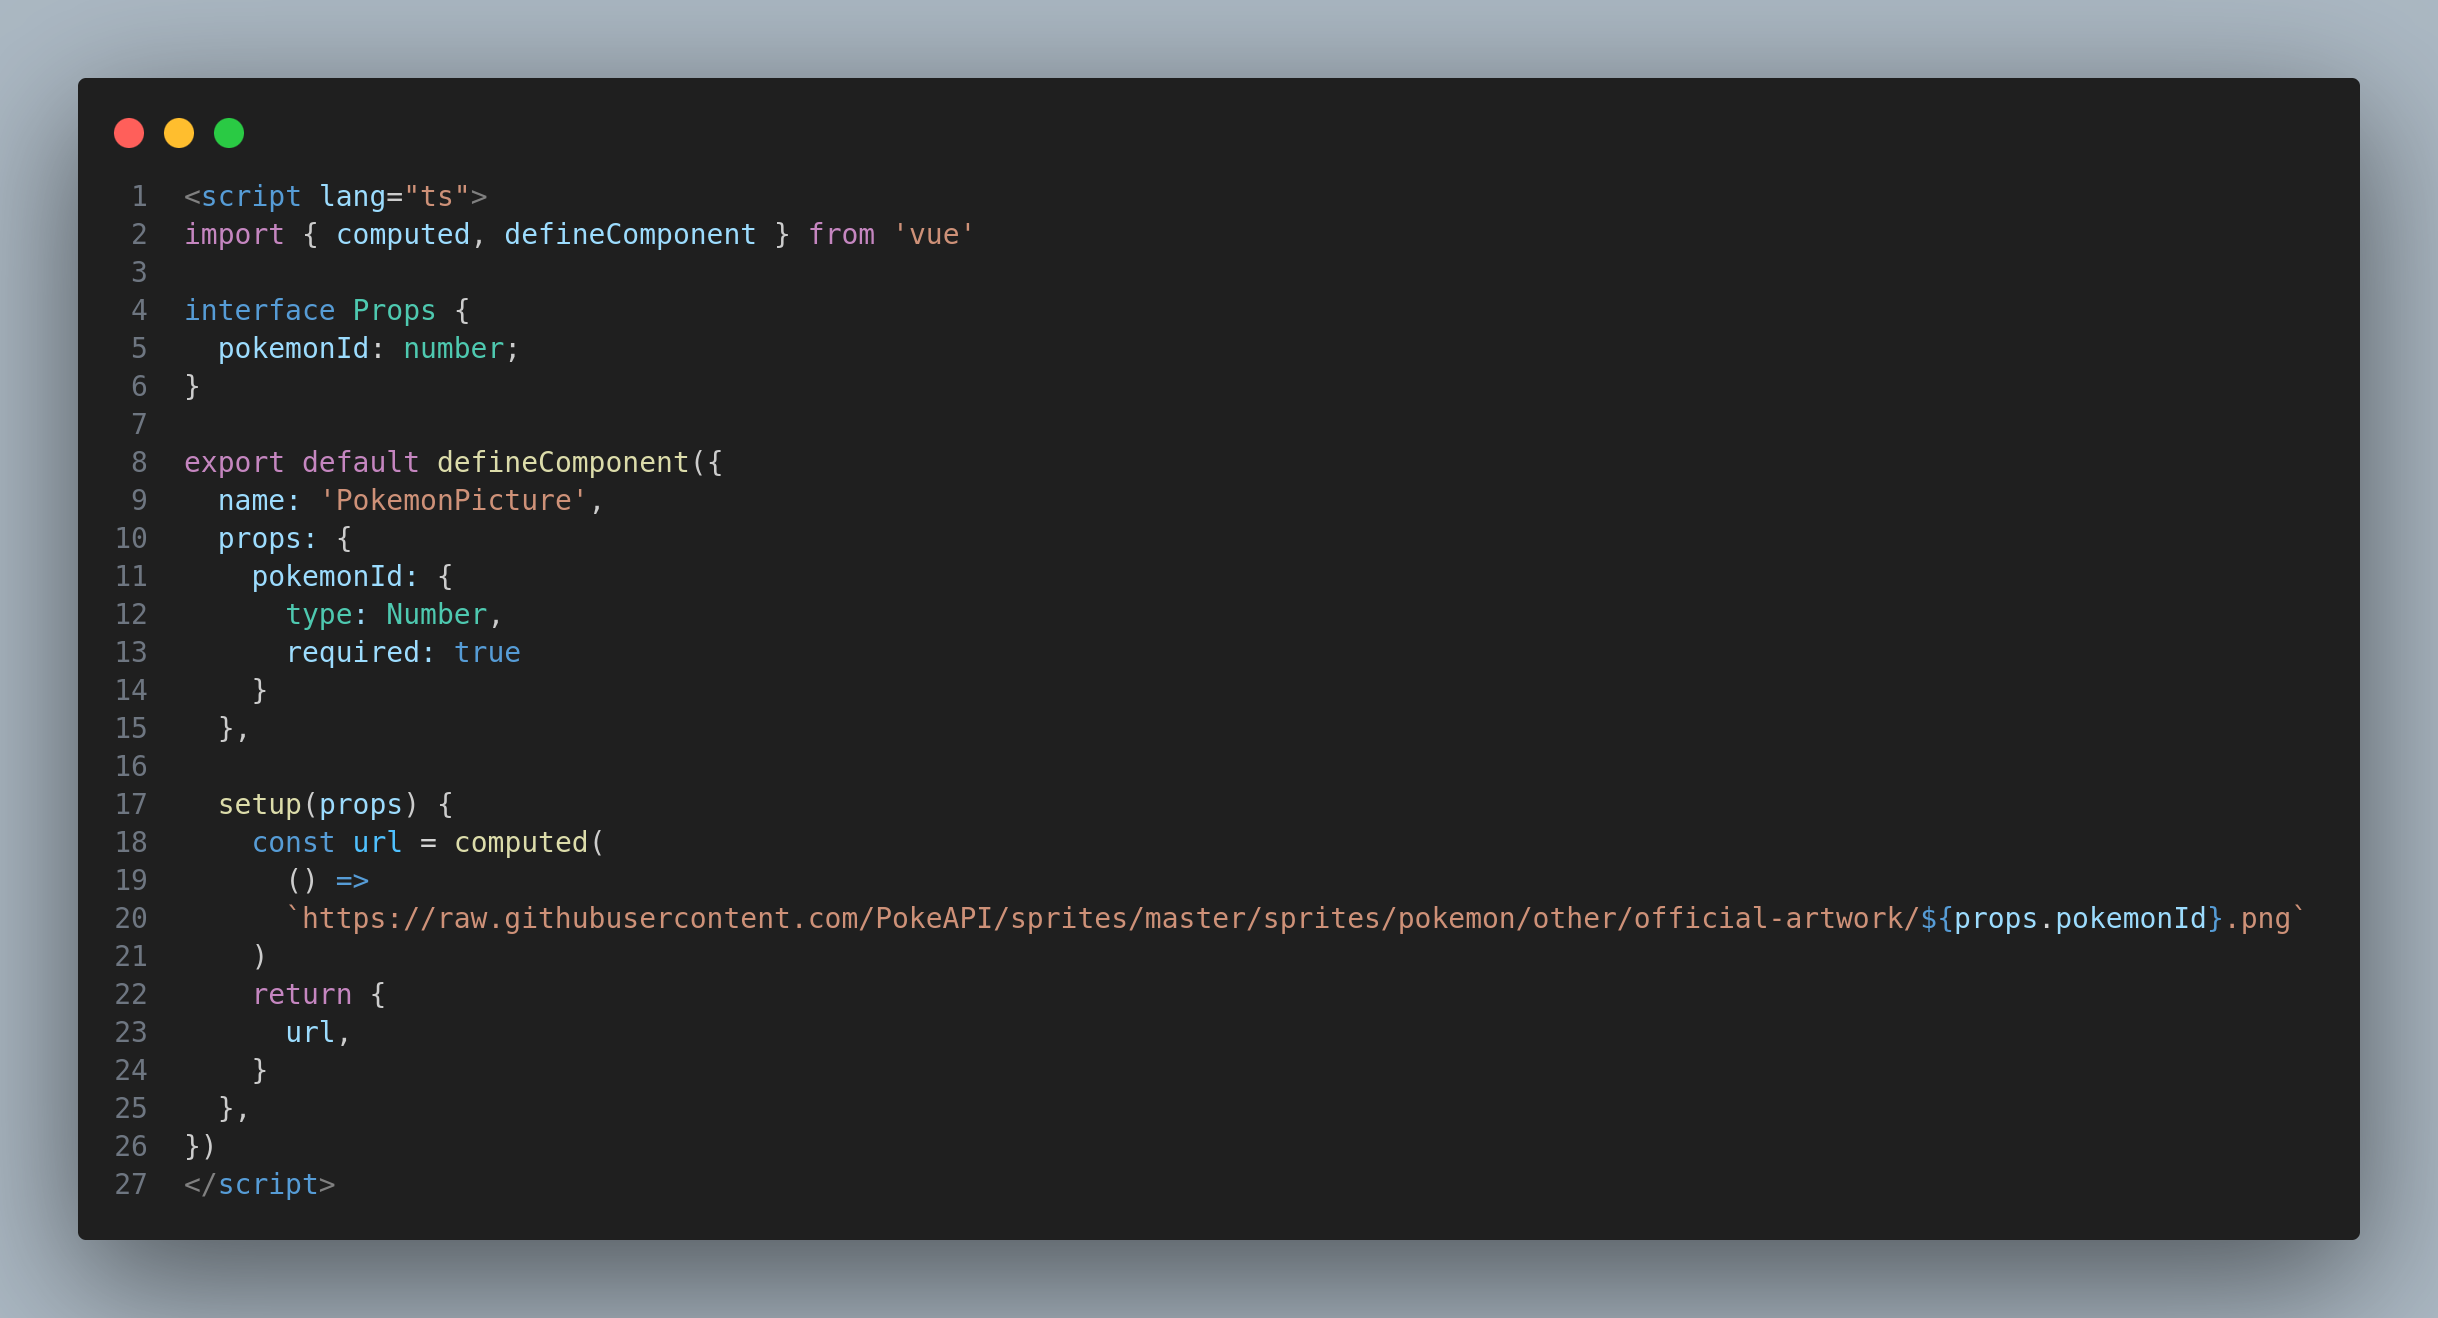 1 <script lang="ts">
2 import { computed, defineComponent } from 'vue'
3
4 interface Props {
5   pokemonId: number;
6 }
7
8 export default defineComponent({
9   name: 'PokemonPicture',
10   props: {
11     pokemonId: {
12       type: Number,
13       required: true
14     }
15   },
16
17   setup(props) {
18     const url = computed(
19       () =>
20       `https://raw.githubusercontent.com/PokeAPI/sprites/master/sprites/pokemon/other/official-artwork/${props.pokemonId}.png`
21     )
22     return {
23       url,
24     }
25   },
26 })
27 </script>